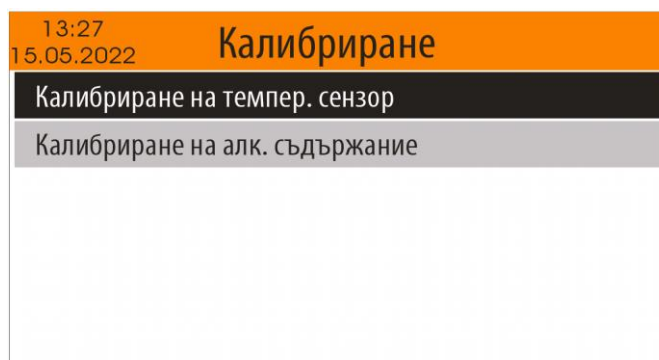 13:27
15.05.2022
Калибриране
Калибриране на темпер. сензор
Калибриране на алк. съдържание